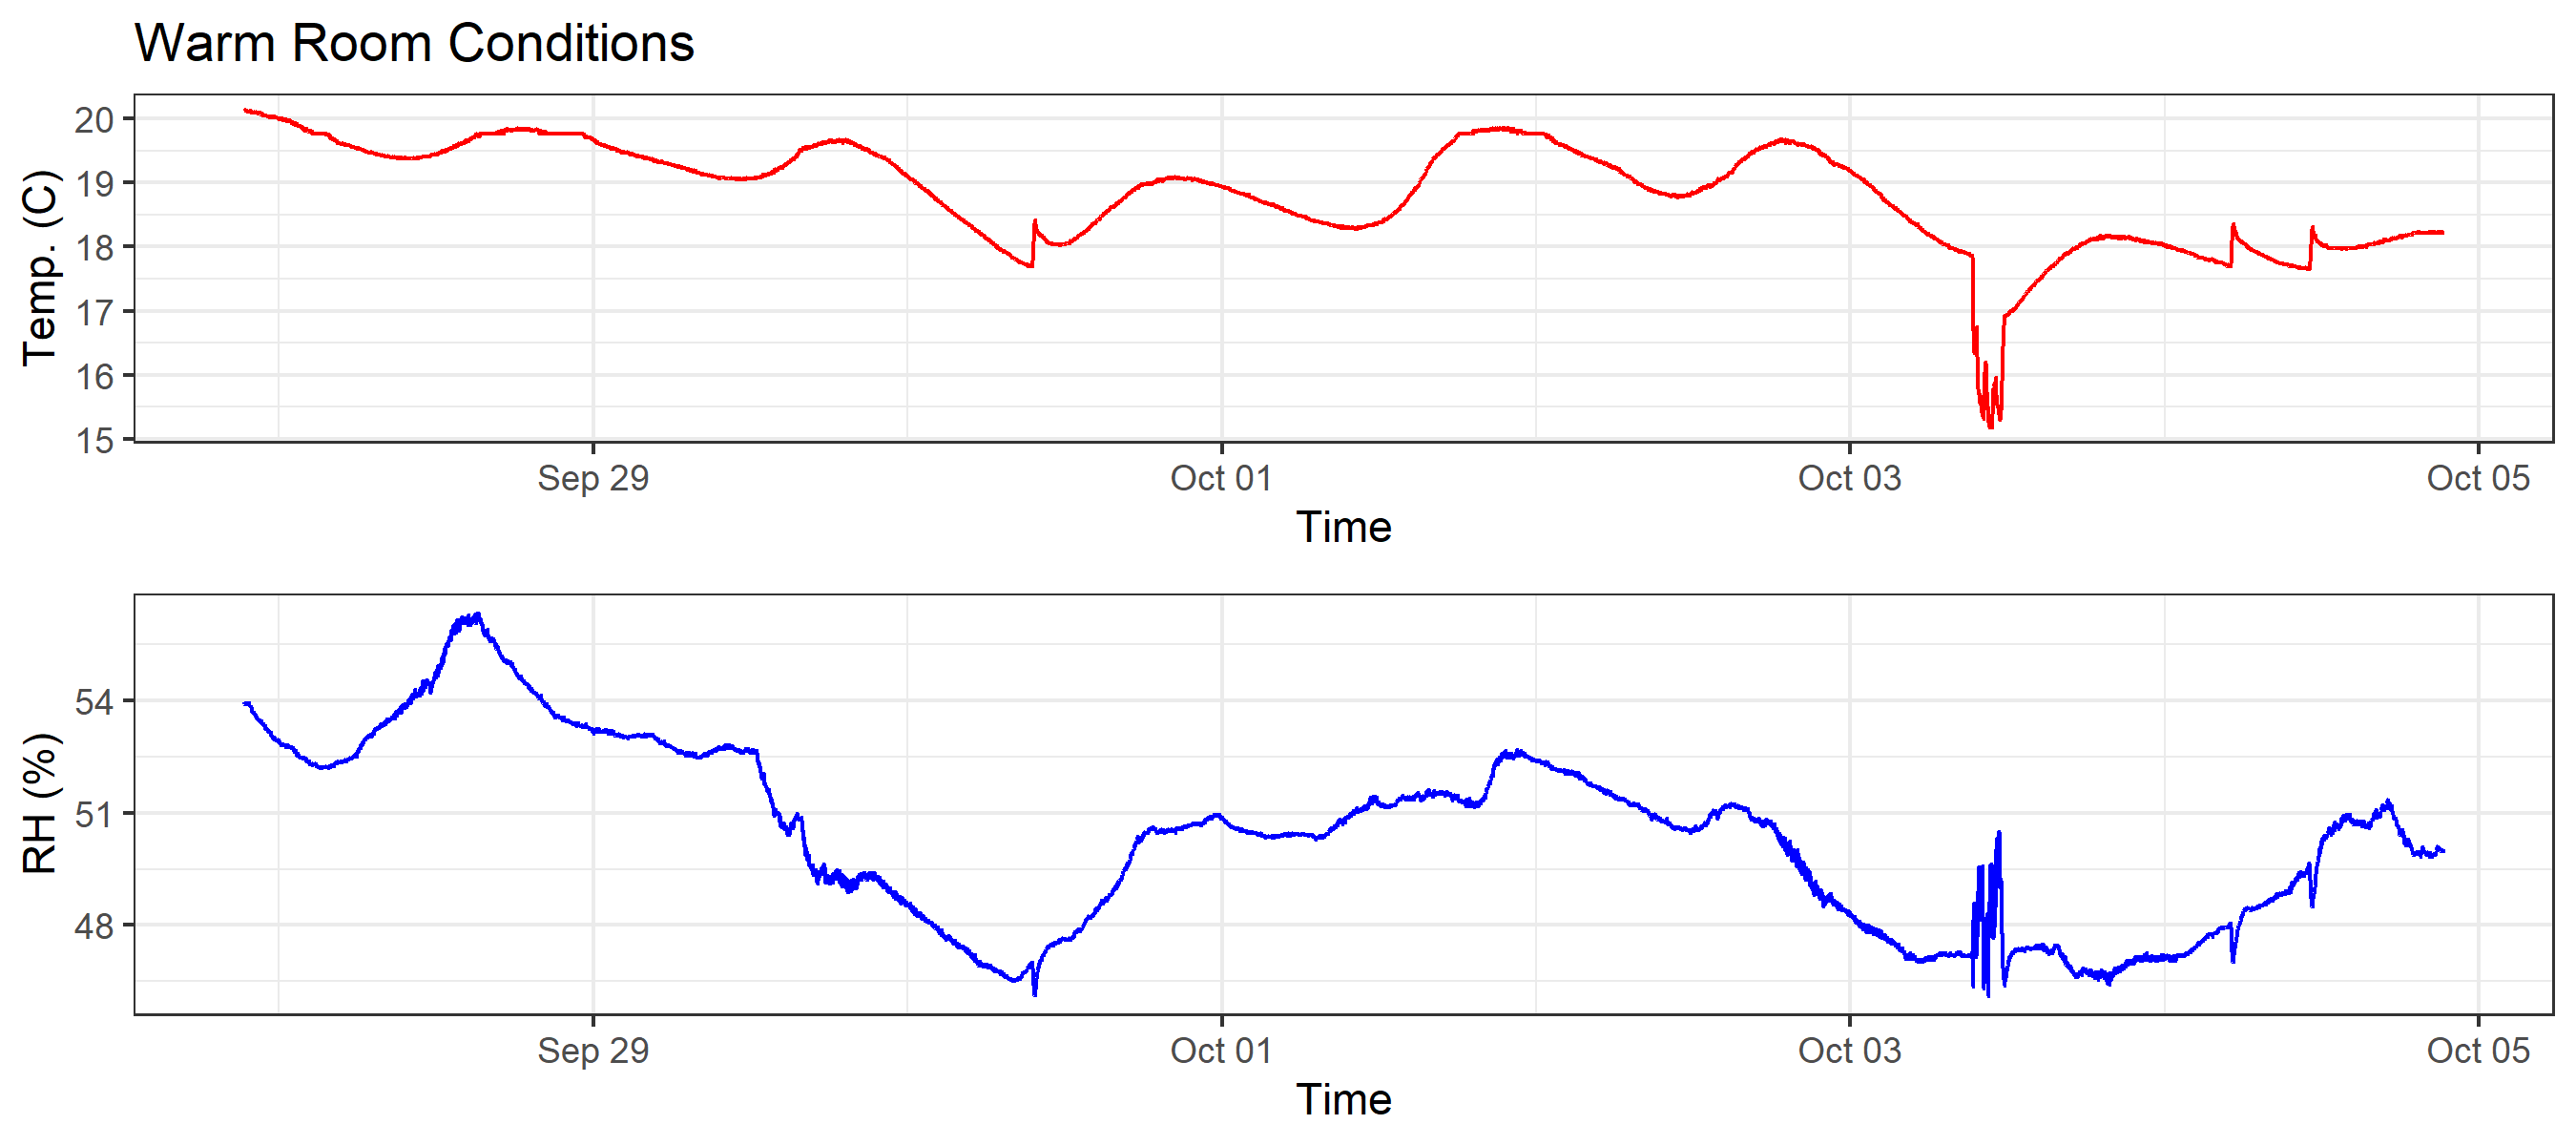 Warm Room Conditions
20
19
18
17
16
15
Temp. (C)
Sep 29 Oct 01 Oct 03 Oct 05
Time
54
51
48
RH (%)
Sep 29 Oct 01 Oct 03 Oct 05
Time